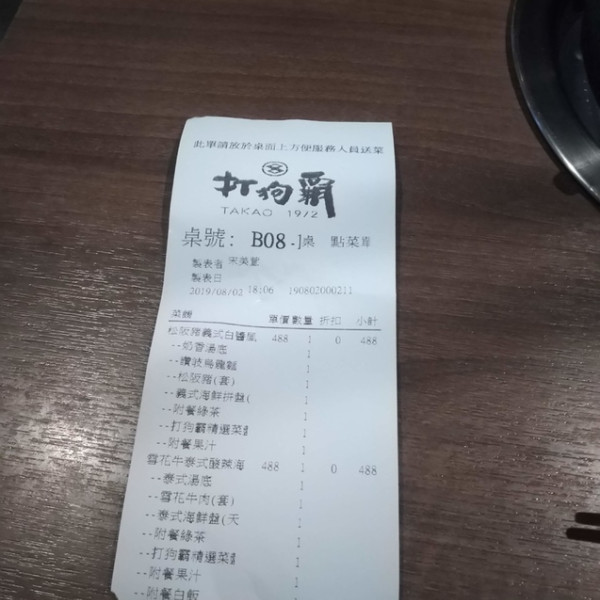 此單請放於桌面上方便服務人員送菜
打狗霸
TAKAO 1972
桌號: B08 -1桌 點菜單
製表者 宋美萱
製表日
2019/08/02 18:06 190802000211
菜餚 單價 數量 折扣 小計
松阪豬義式白醬風 488 1 0 488
--奶香湯底 1
--讚岐烏龍麵 1
--松阪豬(套) 1
--義式海鮮拼盤( 1
--附餐綠茶 1
--打狗霸精選菜盤 1
--附餐果汁 1
雪花牛泰式酸辣海 488 1 0 488
--泰式湯底 1
--雪花牛肉(套) 1
--泰式海鮮盤(天 1
--附餐綠茶 1
--打狗霸精選菜盤 1
--附餐果汁 1
--附餐白飯 1